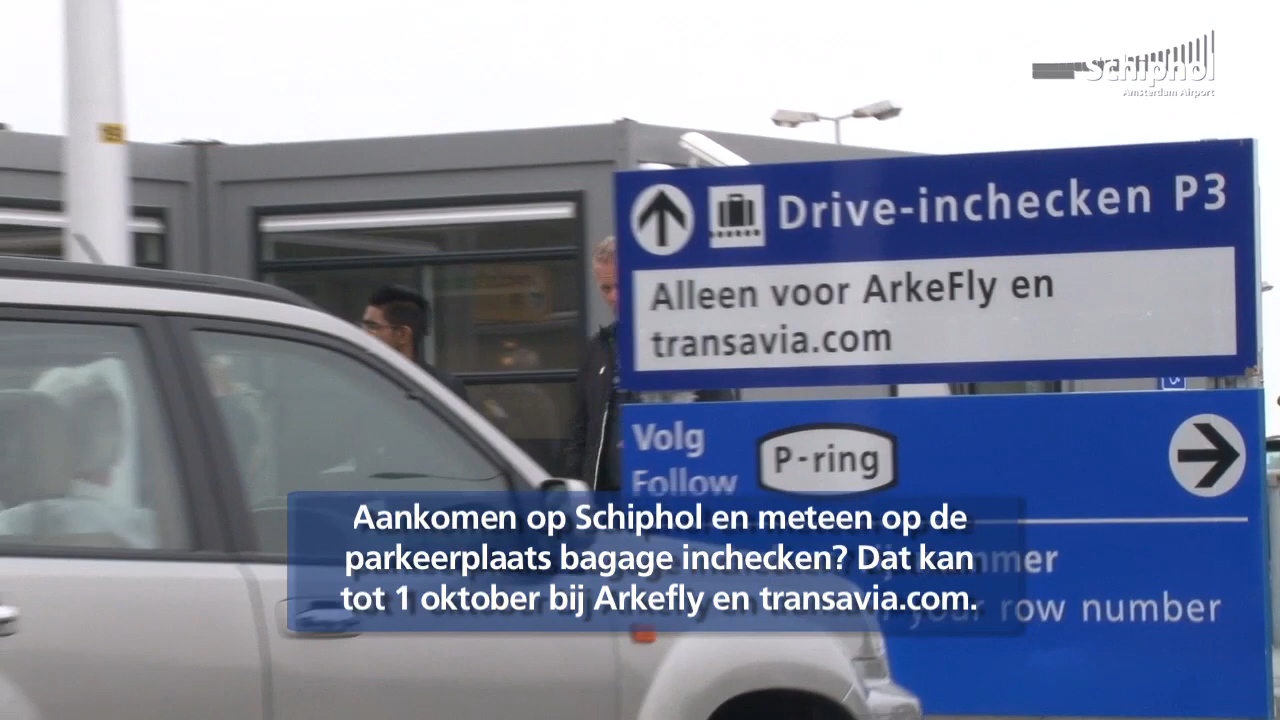 Schiphol
Amsterdam Airport
Drive-inchecken P3
Alleen voor ArkeFly en
transavia.com
Volg
Follow
P-ring
Aankomen op Schiphol en meteen op de
parkeerplaats bagage inchecken? Dat kan
tot 1 oktober bij Arkefly en transavia.com.
your row number